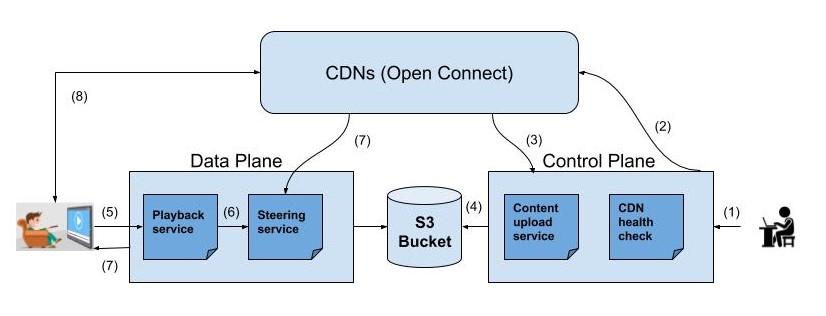 CDNs (Open Connect)
(8)
(7)
(3)
(2)
Data Plane
Control Plane
(5)
Playback
service
(6)
Steering
service
S3
Bucket
(4)
Content
upload
service
CDN
health
check
(1)
(7)